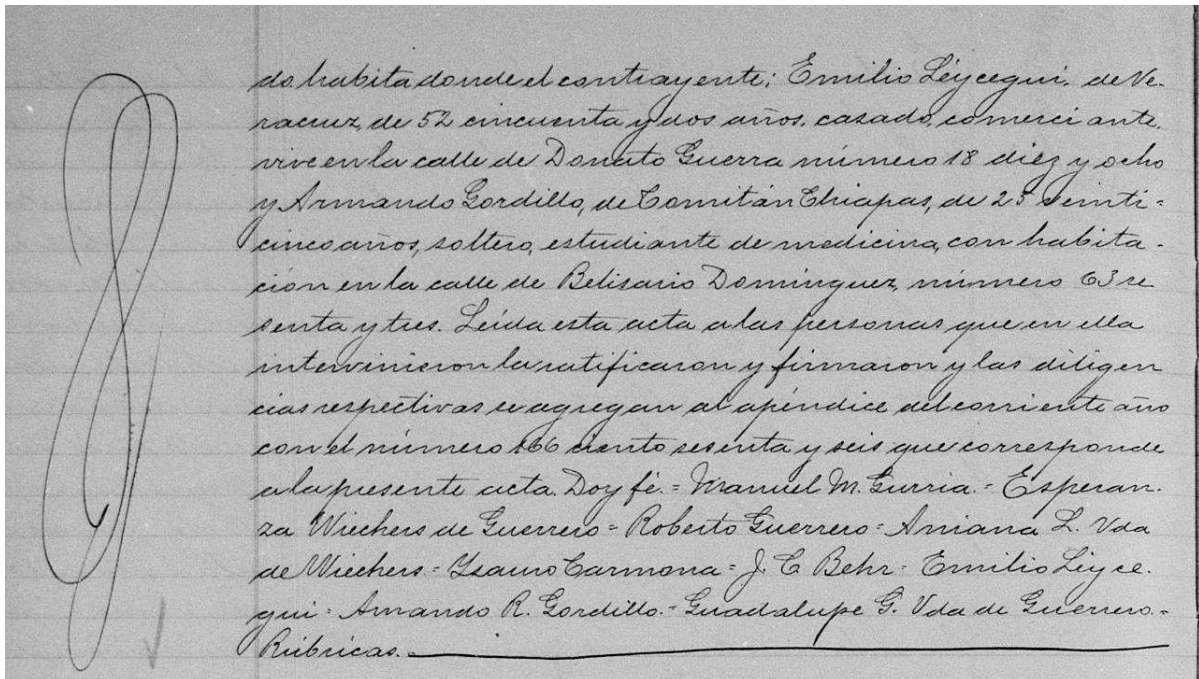 do, habita donde el contrayente; Emilio Léycegui, de Ve-
racruz, de 52 cincuenta y dos años, casado, comerciante,
vive en la calle de Donato Guerra número 18 diez y ocho
y Armando Gordillo, de Comitán Chiapas, de 25 veinti-
cinco años, soltero, estudiante de medicina, con habita-
ción en la calle de Belisario Domínguez, número 63 se
senta y tres. Leída esta acta a las personas que en ella
intervinieron la ratificaron y firmaron y las diligen
cias respectivas se agregan al apéndice del corriente año
con el número 166 ciento sesenta y seis que corresponde
a la presente acta. Doy fé.= Manuel M. Gurria.= Esperan-
za Wiechers de Guerrero= Roberto Guerrero= Aniana L. Vda
de Wiechers.= Ysauro Carmona= J. C Behr= Emilio Léyce-
gui= Amando R. Gordillo.= Guadalupe G. Vda de Guerrero.=
Rúbricas.